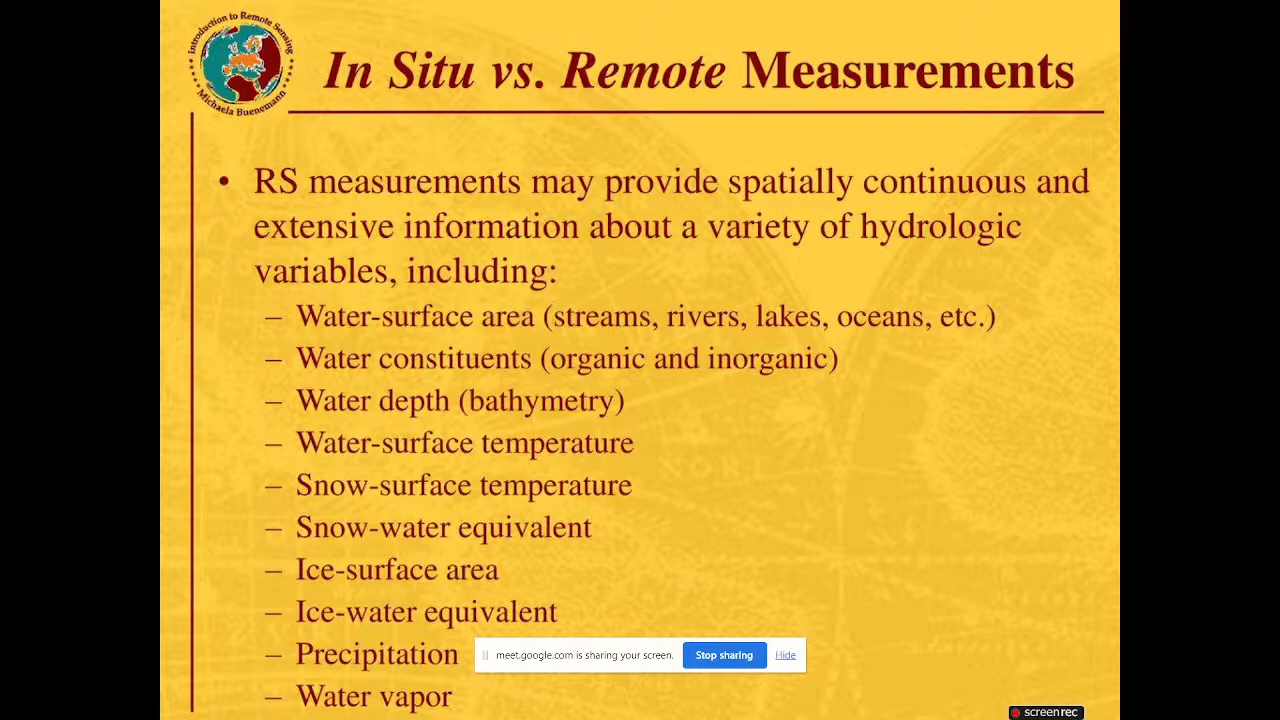 Introduction to Remote Sensing
Michaela Buenemann
In Situ vs. Remote Measurements
• RS measurements may provide spatially continuous and
extensive information about a variety of hydrologic
variables, including:
– Water-surface area (streams, rivers, lakes, oceans, etc.)
– Water constituents (organic and inorganic)
– Water depth (bathymetry)
– Water-surface temperature
– Snow-surface temperature
– Snow-water equivalent
– Ice-surface area
– Ice-water equivalent
– Precipitation
meet.google.com is sharing your screen. Stop sharing Hide
– Water vapor
screenrec